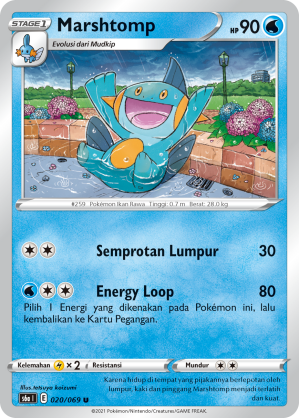 STAGE 1
Marshtomp
HP 90
Evolusi dari Mudkip
#259 Pokémon Ikan Rawa Tinggi: 0.7 m Berat: 28.0 kg
Semprotan Lumpur 30
Energy Loop 80
Pilih 1 Energi yang dikenakan pada Pokémon ini, lalu
kembalikan ke Kartu Pegangan.
Kelemahan × 2 Resistansi Mundur
Illus. tetsuya koizumi
s6a I E 020/069 U
Karena hidup di tempat yang pijakannya berlepotan oleh
lumpur, kaki dan pinggang menjadi terlatih
dan kuat.
©2021 Pokémon/Nintendo/Creatures/GAME FREAK